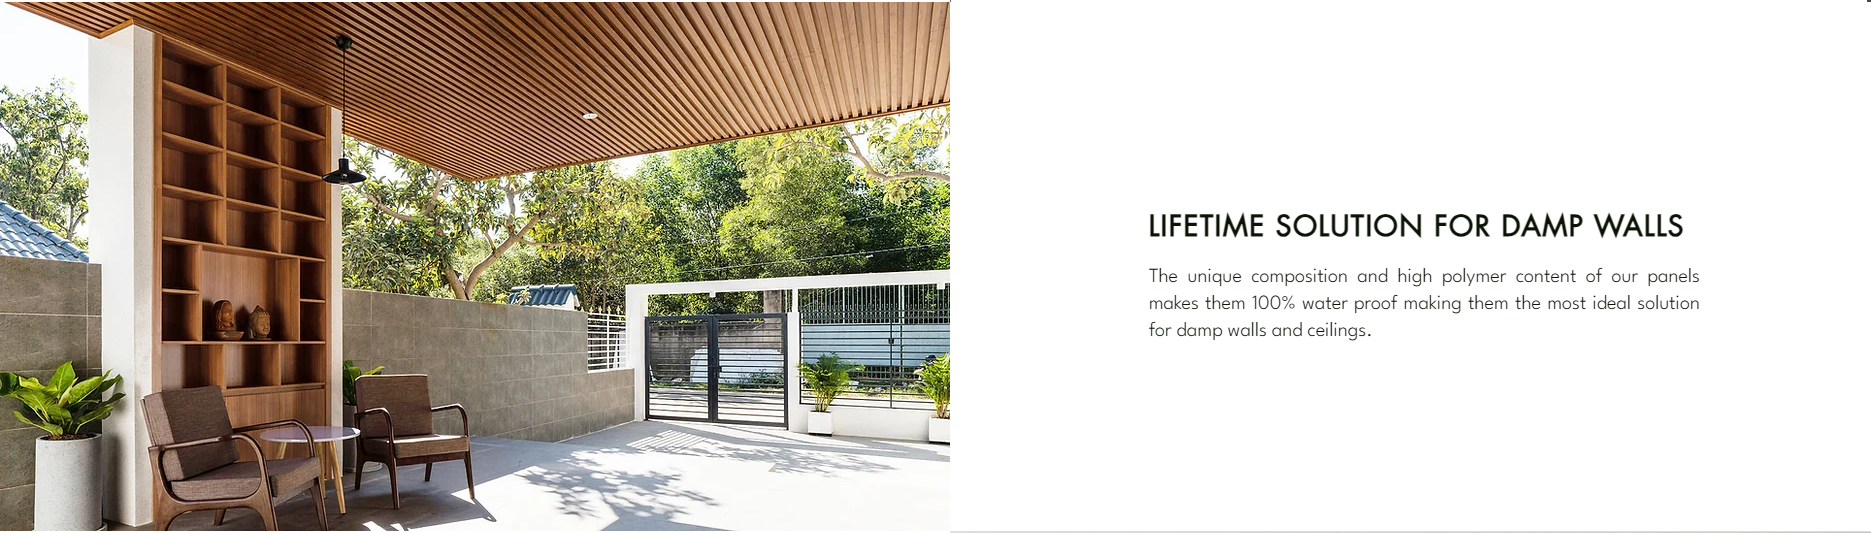 LIFETIME SOLUTION FOR DAMP WALLS
The unique composition and high polymer content of our panels
makes them 100% water proof making them the most ideal solution
for damp walls and ceilings.